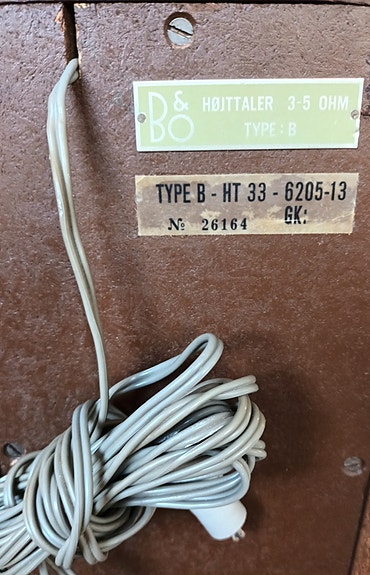 B&O HØJTTALER 3-5 OHM
TYPE: B
TYPE B - HT 33 - 6205-13
GK:
№ 26164